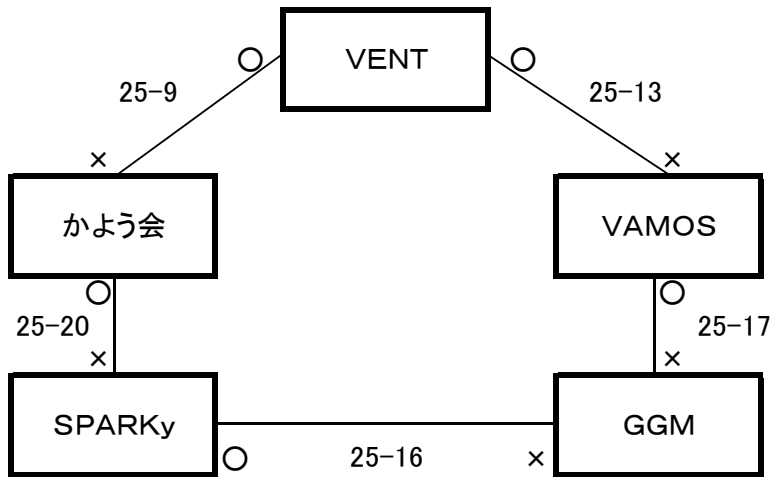 VENT
○ ○
25-9 25-13
× ×
かよう会 VAMOS
○ ○
25-20 25-17
× ×
SPARKy GGM
○ 25-16 ×